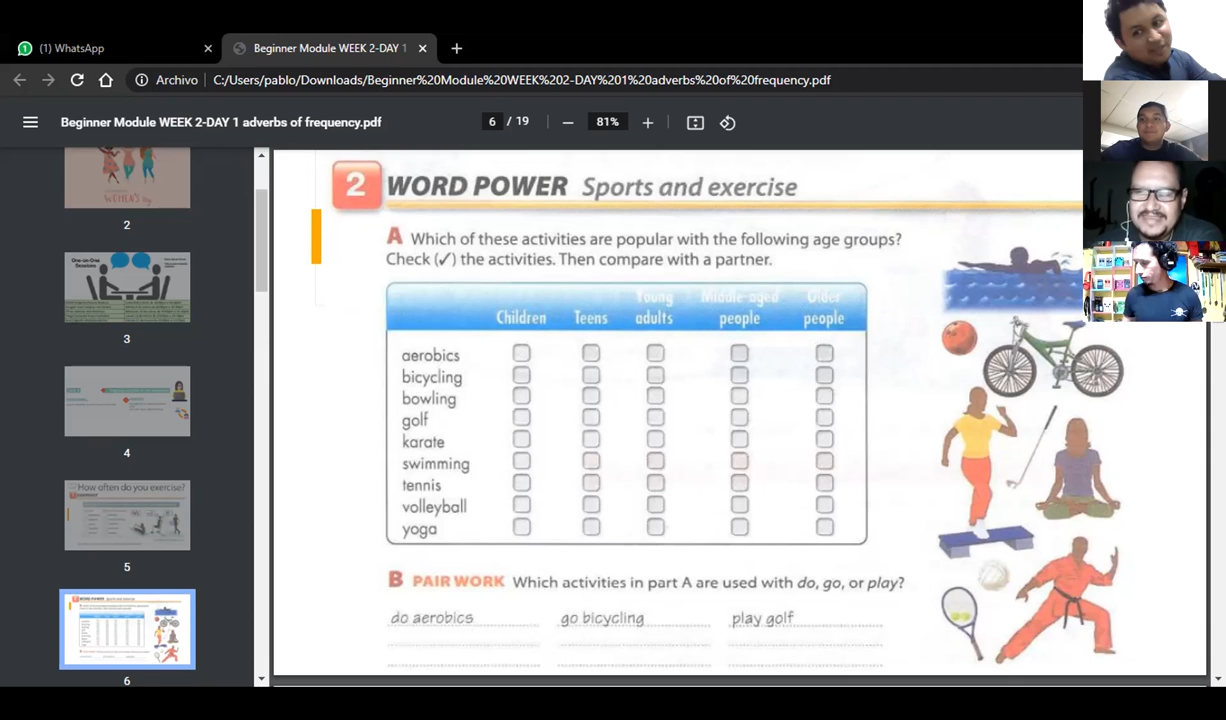 (1) WhatsApp
Beginner Module WEEK 2-DAY 1
Archivo C:/Users/pablo/Downloads/Beginner%20Module%20WEEK%202-DAY%201%20adverbs%20of%20frequency.pdf
Beginner Module WEEK 2-DAY 1 adverbs of frequency.pdf
6 / 19
81%
2
3
4
How often do you exercise?
5
6
2 WORD POWER Sports and exercise
A Which of these activities are popular with the following age groups?
Check (✓) the activities. Then compare with a partner.
Young Middle-aged Older
Children Teens adults people people
aerobics
bicycling
bowling
golf
karate
swimming
tennis
volleyball
yoga
B PAIR WORK Which activities in part A are used with do, go, or play?
do aerobics go bicycling play golf